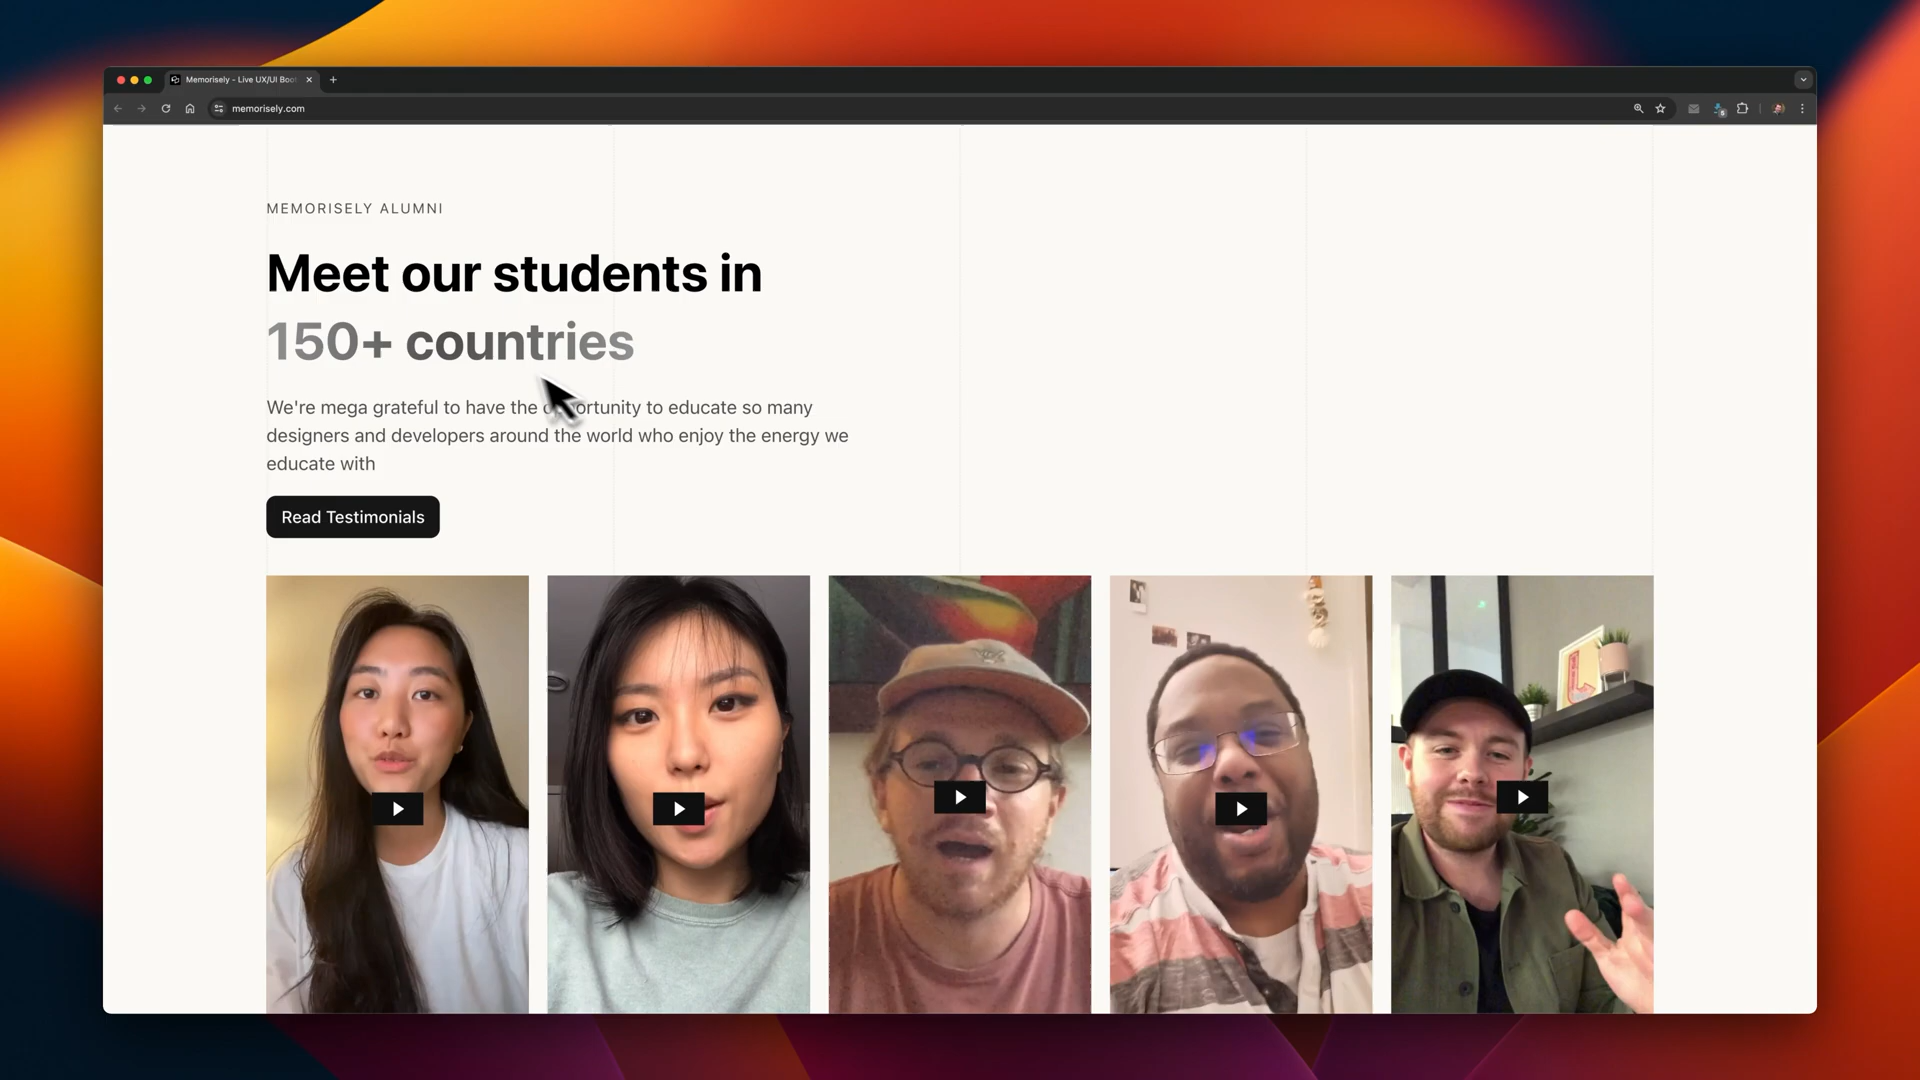 Memorisely - Live UX/UI Boot
memorisely.com
MEMORISELY ALUMNI
Meet our students in
150+ countries
We're mega grateful to have the opportunity to educate so many
designers and developers around the world who enjoy the energy we
educate with
Read Testimonials